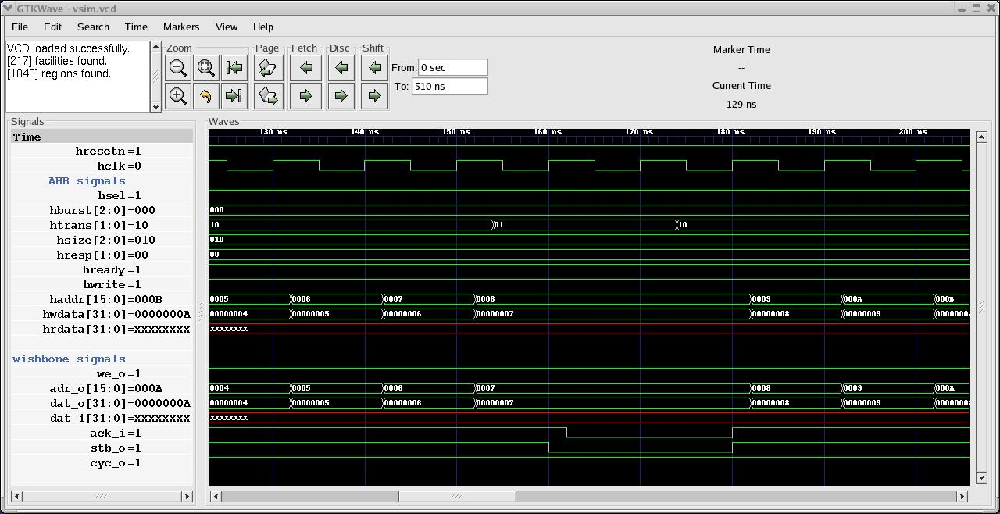 GTKWave - vsim.vcd
File Edit Search Time Markers View Help
VCD loaded successfully.
[217] facilities found.
[1049] regions found.
Zoom Page Fetch Disc Shift
From: 0 sec
To: 510 ns
Marker Time
--
Current Time
129 ns
Signals Waves
Time 130 ns 140 ns 150 ns 160 ns 170 ns 180 ns 190 ns 200 ns
hresetn=1
hclk=0
AHB signals
hsel=1
hburst[2:0]=000 000
htrans[1:0]=10 10 01 10
hsize[2:0]=010 010
hresp[1:0]=00 00
hready=1
hwrite=1
haddr[15:0]=000B 0005 0006 0007 0008 0009 000A 000B
hwdata[31:0]=0000000A 00000004 00000005 00000006 00000007 00000008 00000009 0000000
hrdata[31:0]=XXXXXXXX xxxxxxxx
wishbone signals
we_o=1
adr_o[15:0]=000A 0004 0005 0006 0007 0008 0009 000A
dat_o[31:0]=0000000A 00000004 00000005 00000006 00000007 00000008 00000009 0000000
dat_i[31:0]=XXXXXXXX xxxxxxxx
ack_i=1
stb_o=1
cyc_o=1